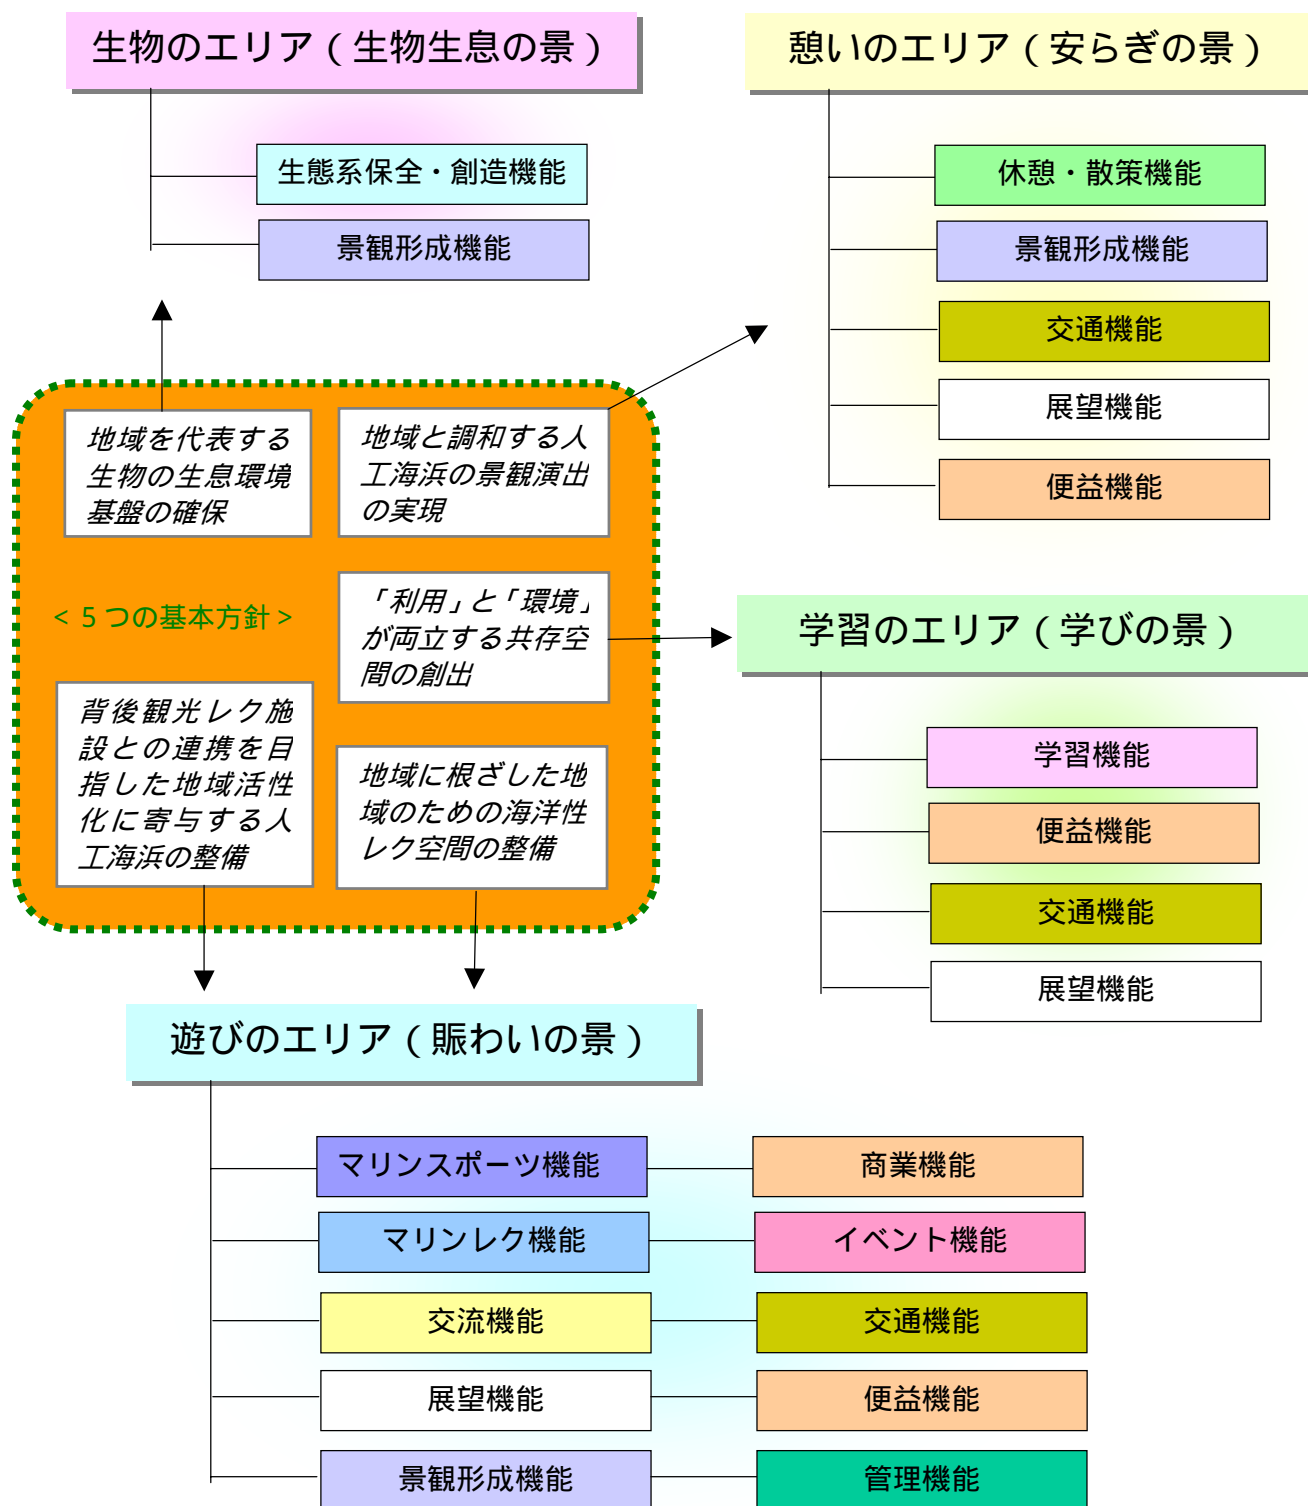 生物のエリア（生物生息の景）
生態系保全・創造機能
景観形成機能
憩いのエリア（安らぎの景）
休憩・散策機能
景観形成機能
交通機能
展望機能
便益機能
地域を代表する
生物の生息環境
基盤の確保
地域と調和する人
工海浜の景観演出
の実現
<５つの基本方針>
「利用」と「環境」
が両立する共存空
間の創出
背後観光レク施
設との連携を目
指した地域活性
化に寄与する人
工海浜の整備
地域に根ざした地
域のための海洋性
レク空間の整備
学習のエリア（学びの景）
学習機能
便益機能
交通機能
展望機能
遊びのエリア（賑わいの景）
マリンスポーツ機能
商業機能
マリンレク機能
イベント機能
交流機能
交通機能
展望機能
便益機能
景観形成機能
管理機能